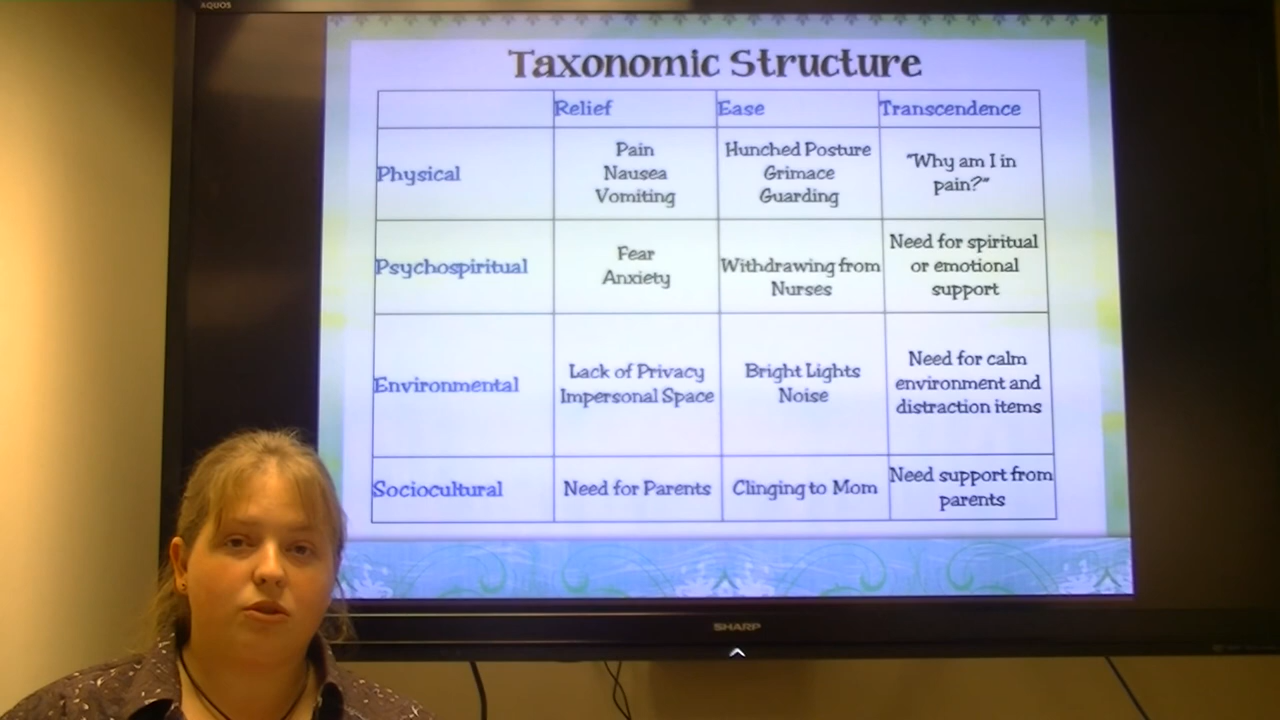 AQUOS
Taxonomic Structure
Relief
Ease
Transcendence
Physical
Pain
Nausea
Vomiting
Hunched Posture
Grimace
Guarding
"Why am I in
pain?"
Psychospiritual
Fear
Anxiety
Withdrawing from
Nurses
Need for spiritual
or emotional
support
Environmental
Lack of Privacy
Impersonal Space
Bright Lights
Noise
Need for calm
environment and
distraction items
Sociocultural
Need for Parents
Clinging to Mom
Need support from
parents
SHARP